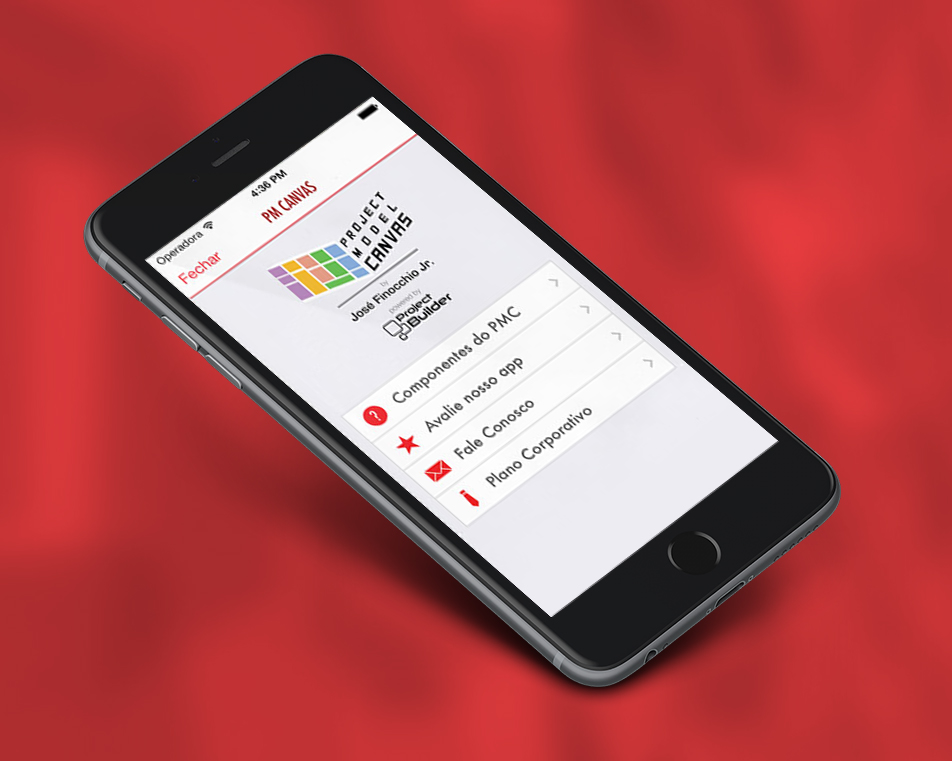 Operadora 4:36 PM
Fechar PM CANVAS
PROJECT
MODEL
CANVAS
by
José Finocchio Jr.
powered by
Project
Builder
Componentes do PMC
Avalie nosso app
Fale Conosco
Plano Corporativo